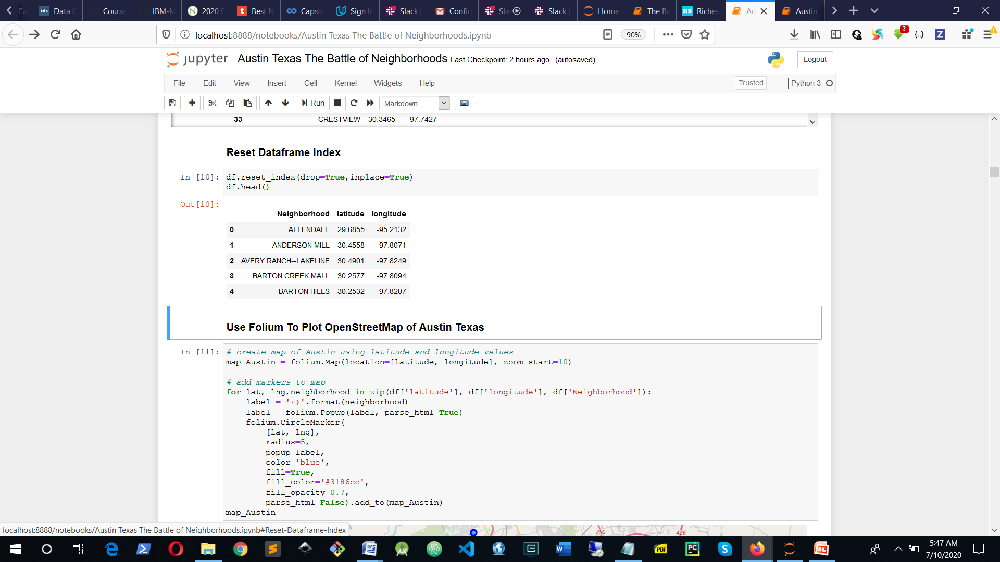 Ea
tds Data C
Course
IBM-M
2020 E
Best N
Capsto
Sign In
Slack |
Confir
Sla
Slack |
Home
The Ba
HS Riches
Au
Austin
localhost:8888/notebooks/Austin Texas The Battle of Neighborhoods.ipynb
90%
jupyter Austin Texas The Battle of Neighborhoods Last Checkpoint: 2 hours ago (autosaved)
Logout
File Edit View Insert Cell Kernel Widgets Help
Trusted
Python 3
Run
Markdown
33 CRESTVIEW 30.3465 -97.7427
Reset Dataframe Index
In [10]: df.reset_index(drop=True,inplace=True)
df.head()
Out[10]:
Neighborhood latitude longitude
0 ALLENDALE 29.6855 -95.2132
1 ANDERSON MILL 30.4558 -97.8071
2 AVERY RANCH--LAKELINE 30.4901 -97.8249
3 BARTON CREEK MALL 30.2577 -97.8094
4 BARTON HILLS 30.2532 -97.8207
Use Folium To Plot OpenStreetMap of Austin Texas
In [11]: # create map of Austin using latitude and longitude values
map_Austin = folium.Map(location=[latitude, longitude], zoom_start=10)
# add markers to map
for lat, lng,neighborhood in zip(df['latitude'], df['longitude'], df['Neighborhood']):
    label = '{}'.format(neighborhood)
    label = folium.Popup(label, parse_html=True)
    folium.CircleMarker(
        [lat, lng],
        radius=5,
        popup=label,
        color='blue',
        fill=True,
        fill_color='#3186cc',
        fill_opacity=0.7,
        parse_html=False).add_to(map_Austin)
map_Austin
250
426
localhost:8888/notebooks/Austin Texas The Battle of Neighborhoods.ipynb#Reset-Dataframe-Index
5:47 AM
7/10/2020